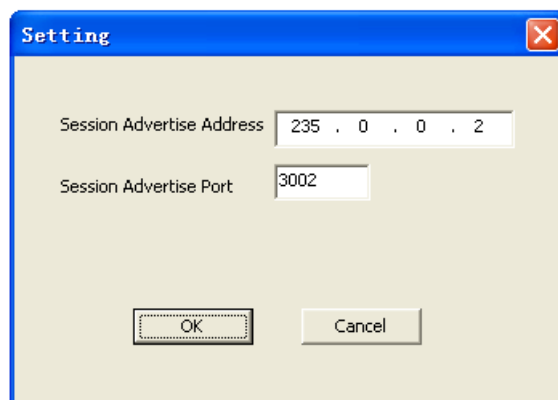 Setting
Session Advertise Address 235 . 0 . 0 . 2
Session Advertise Port 3002
OK Cancel